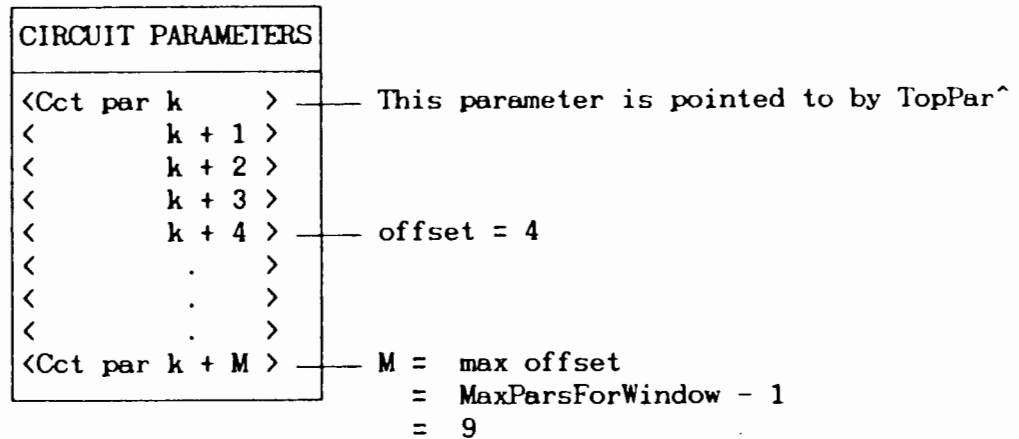 CIRCUIT PARAMETERS
<Cct par k > This parameter is pointed to by TopPar^
< k + 1 >
< k + 2 >
< k + 3 >
< k + 4 > offset = 4
< . >
< . >
< . >
<Cct par k + M > M = max offset
= MaxParsForWindow - 1
= 9